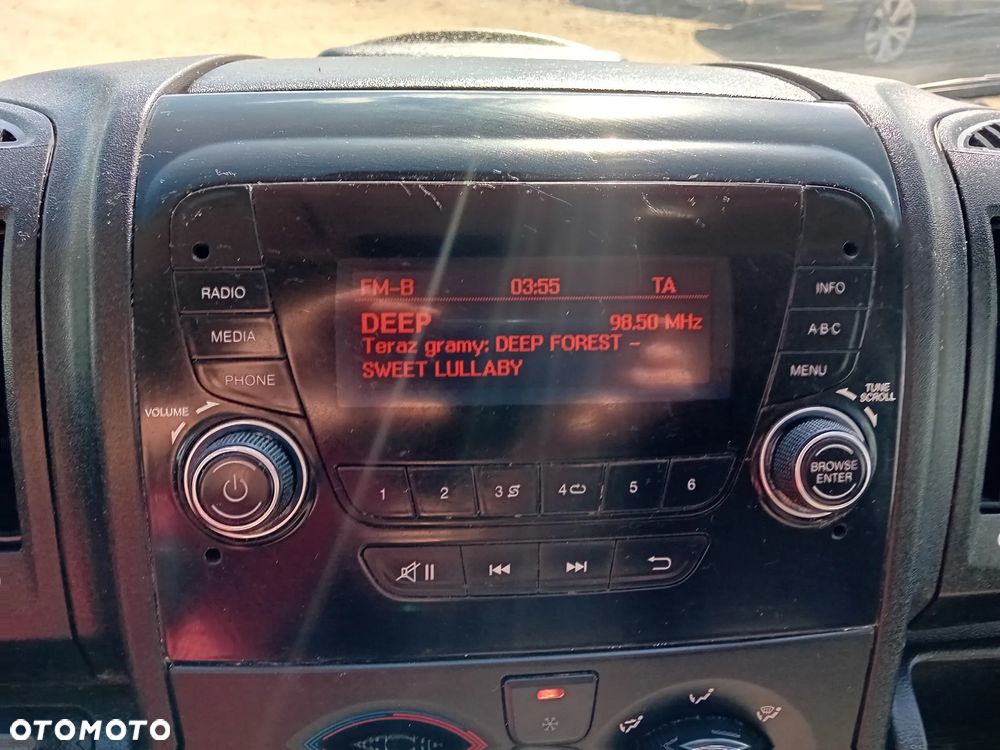 FM-8 03:55 TA
DEEP 98.50 MHz
Teraz gramy: DEEP FOREST -
SWEET LULLABY
RADIO
MEDIA
PHONE
VOLUME
INFO
A-B-C
MENU
TUNE
SCROLL
BROWSE
ENTER
1 2 3 4 5 6
OTOMOTO